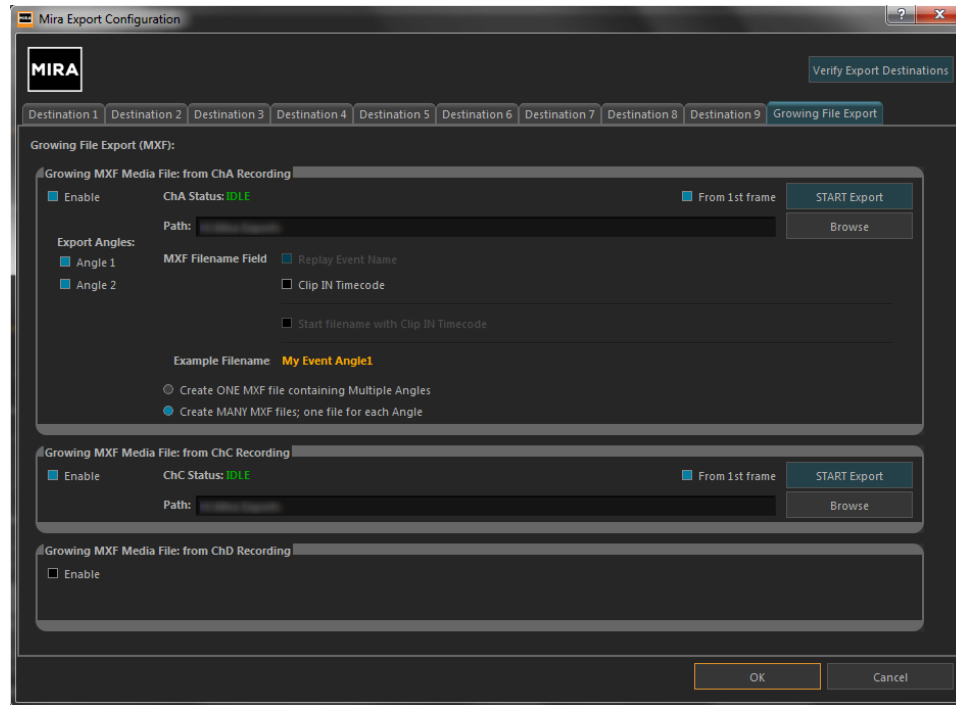 Mira Export Configuration
MIRA
Verify Export Destinations
Destination 1 Destination 2 Destination 3 Destination 4 Destination 5 Destination 6 Destination 7 Destination 8 Destination 9 Growing File Export
Growing File Export (MXF):
Growing MXF Media File: from ChA Recording
Enable ChA Status: IDLE From 1st frame START Export
Path: Browse
Export Angles:
Angle 1 MXF Filename Field Replay Event Name
Angle 2 Clip IN Timecode
Start filename with Clip IN Timecode
Example Filename My Event Angle1
Create ONE MXF file containing Multiple Angles
Create MANY MXF files; one file for each Angle
Growing MXF Media File: from ChC Recording
Enable ChC Status: IDLE From 1st frame START Export
Path: Browse
Growing MXF Media File: from ChD Recording
Enable
OK Cancel